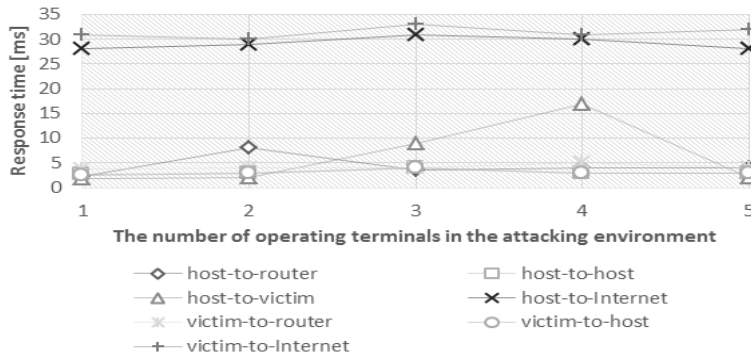 35
30
25
20
15
10
5
0
Response time [ms]
1 2 3 4 5
The number of operating terminals in the attacking environment
host-to-router host-to-host
host-to-victim host-to-Internet
victim-to-router victim-to-host
victim-to-Internet